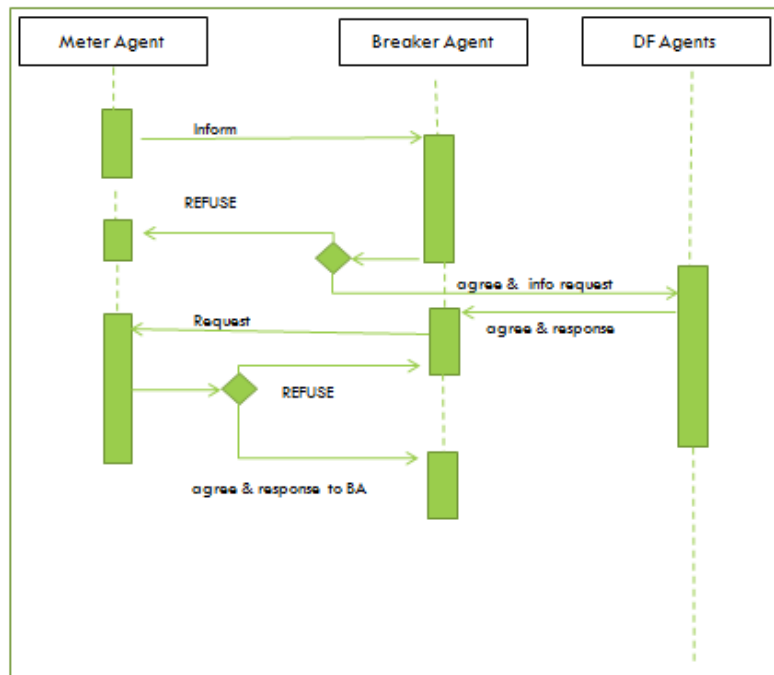 Meter Agent
Breaker Agent
DF Agents
Inform
REFUSE
agree & info request
Request
agree & response
REFUSE
agree & response to BA